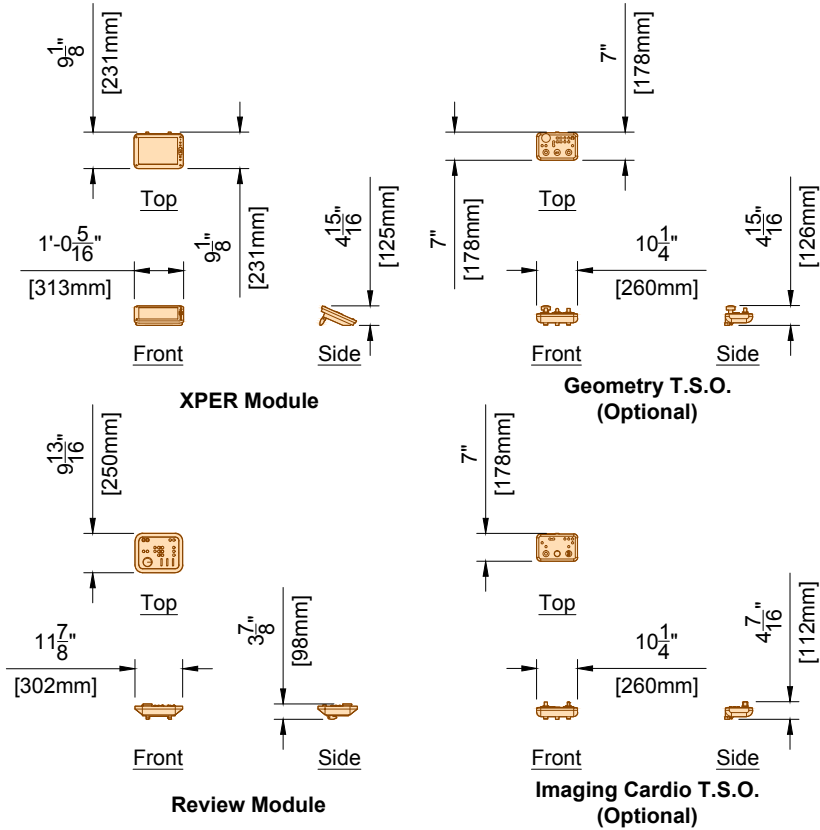 9 1/8"
[231mm]
Top
9 1/8"
[231mm]
1'-0 5/16"
[313mm]
4 15/16"
[125mm]
Front
Side
XPER Module
7"
[178mm]
Top
7"
[178mm]
10 1/4"
[260mm]
4 15/16"
[126mm]
Front
Side
Geometry T.S.O.
(Optional)
9 13/16"
[250mm]
Top
11 7/8"
[302mm]
3 7/8"
[98mm]
Front
Side
Review Module
7"
[178mm]
Top
10 1/4"
[260mm]
4 7/16"
[112mm]
Front
Side
Imaging Cardio T.S.O.
(Optional)